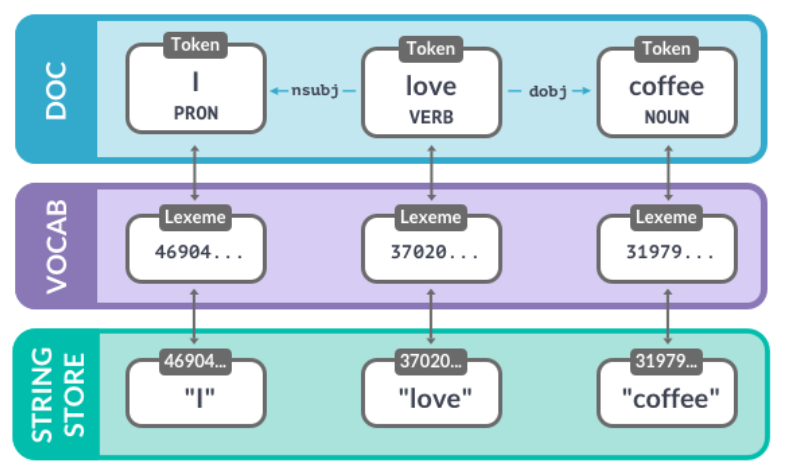 DOC
Token
I
PRON
nsubj
Token
love
VERB
dobj
Token
coffee
NOUN
VOCAB
Lexeme
46904...
Lexeme
37020...
Lexeme
31979...
STRING
STORE
46904...
"I"
37020...
"love"
31979...
"coffee"